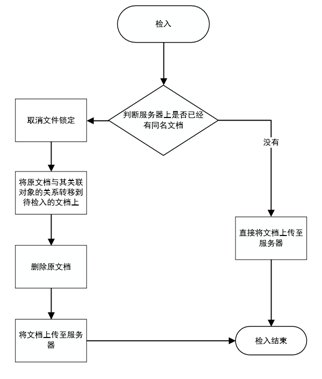 检入
判断服务器上是否已经
有同名文档
取消文件锁定
没有
将原文档与其关联
对象的关系转移到
待检入的文档上
直接将文档上传至
服务器
删除原文档
将文档上传至服务
器
检入结束